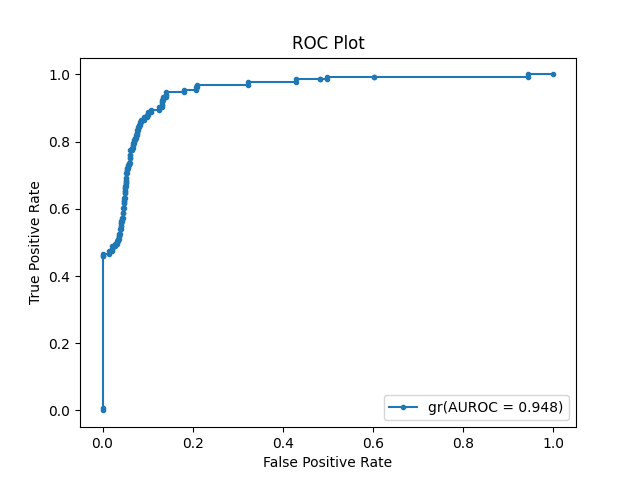 ROC Plot
1.0
0.8
0.6
0.4
0.2
0.0
True Positive Rate
gr(AUROC = 0.948)
0.0 0.2 0.4 0.6 0.8 1.0
False Positive Rate